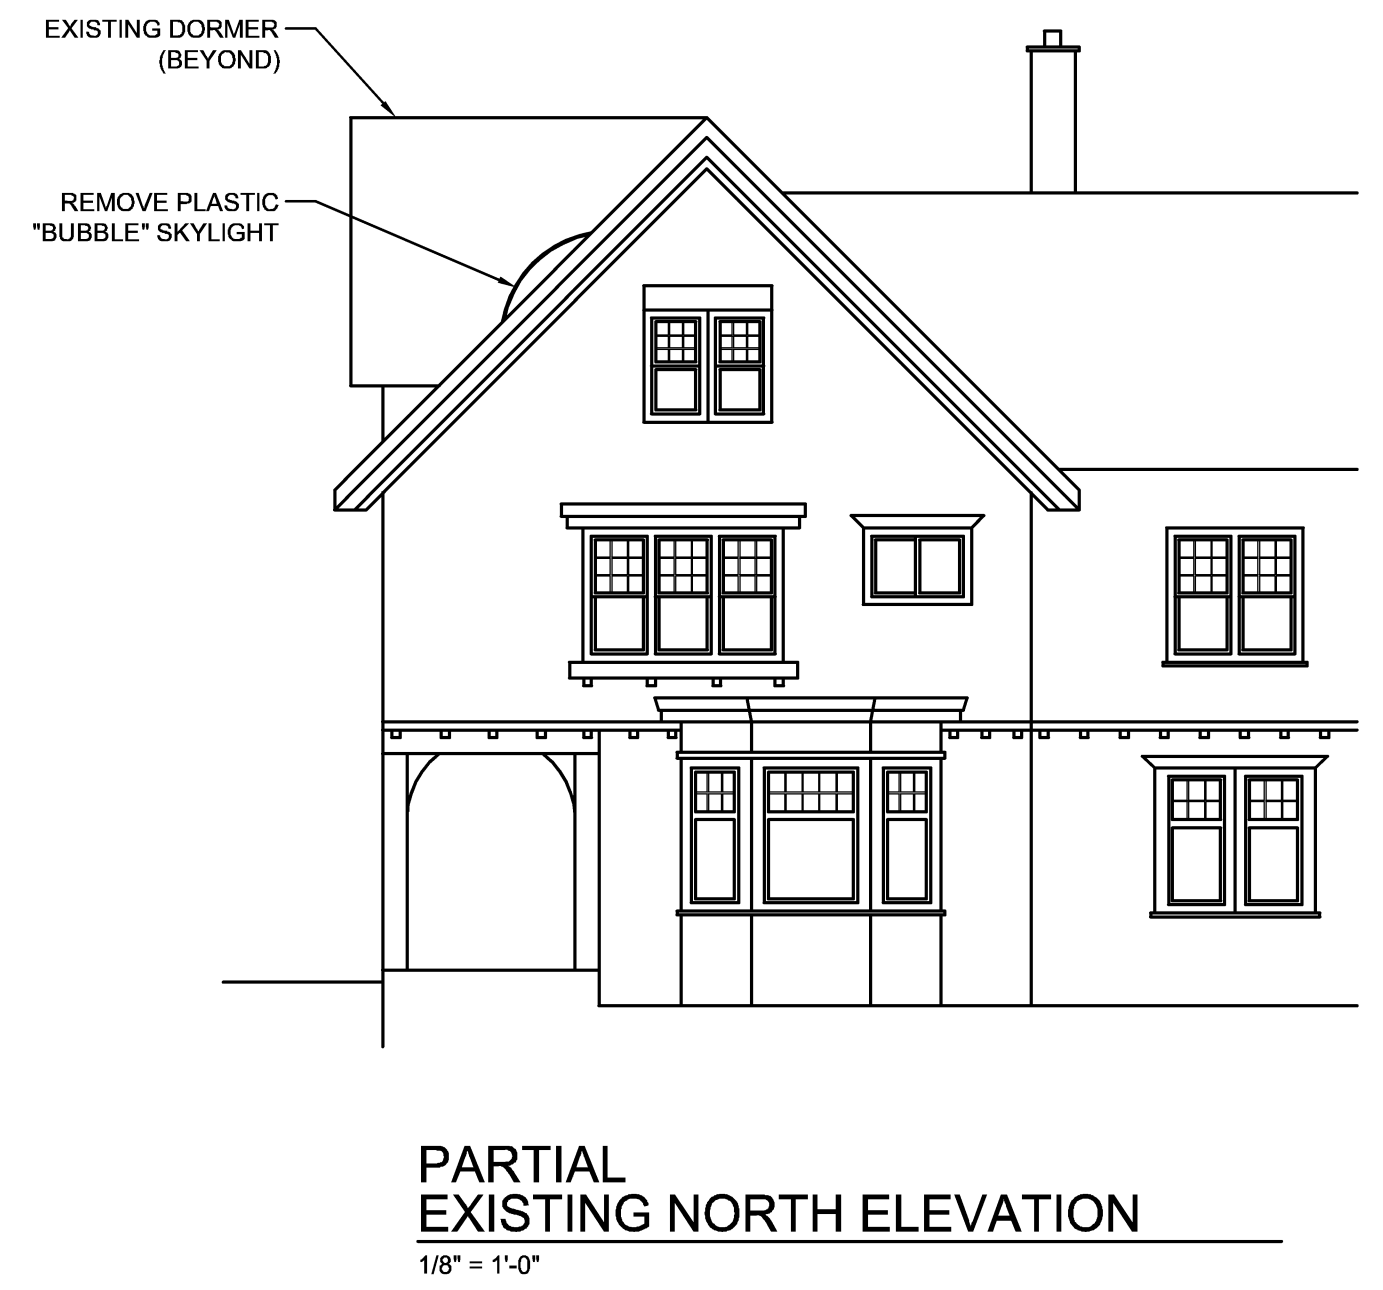 EXISTING DORMER
(BEYOND)
REMOVE PLASTIC
"BUBBLE" SKYLIGHT
PARTIAL
EXISTING NORTH ELEVATION
1/8" = 1'-0"